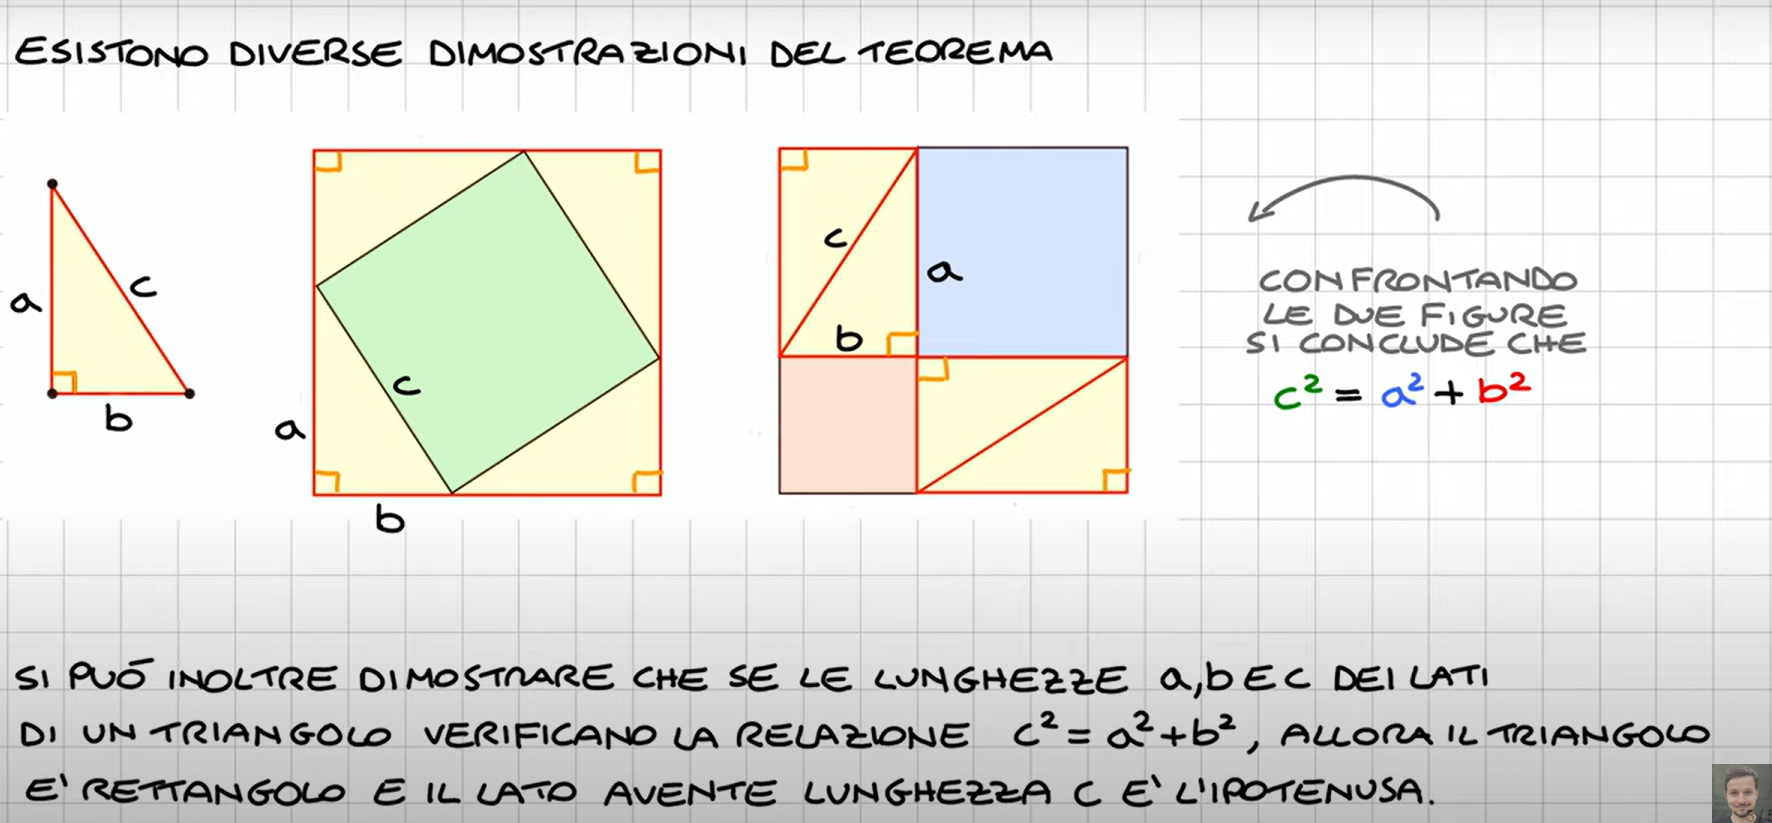 ESISTONO DIVERSE DIMOSTRAZIONI DEL TEOREMA
a
c
b
c
a
b
c
a
b
CONFRONTANDO
LE DUE FIGURE
SI CONCLUDE CHE
c² = a² + b²
SI PUÒ INOLTRE DIMOSTRARE CHE SE LE LUNGHEZZE a, b E C DEI LATI
DI UN TRIANGOLO VERIFICANO LA RELAZIONE c² = a² + b², ALLORA IL TRIANGOLO
E' RETTANGOLO E IL LATO AVENTE LUNGHEZZA C E' L'IPOTENUSA.